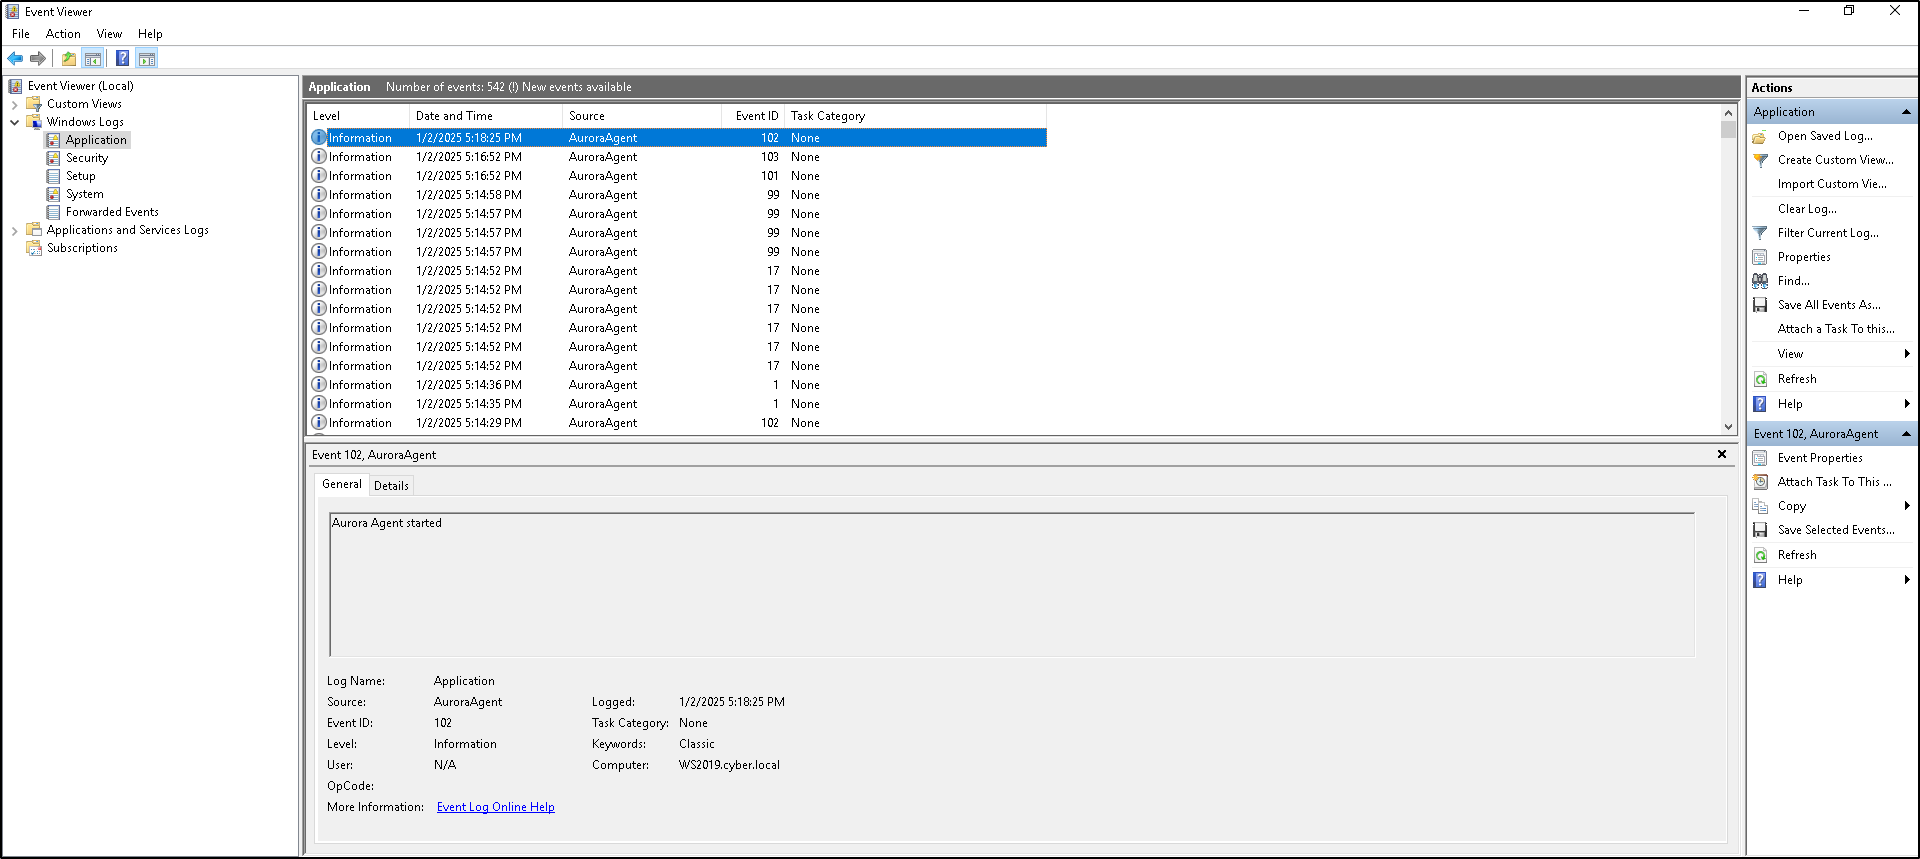 Event Viewer
File Action View Help
Event Viewer (Local)
Custom Views
Windows Logs
Application
Security
Setup
System
Forwarded Events
Applications and Services Logs
Subscriptions
Application Number of events: 542 (!) New events available
Level Date and Time Source Event ID Task Category
Information 1/2/2025 5:18:25 PM AuroraAgent 102 None
Information 1/2/2025 5:16:52 PM AuroraAgent 103 None
Information 1/2/2025 5:16:52 PM AuroraAgent 101 None
Information 1/2/2025 5:14:58 PM AuroraAgent 99 None
Information 1/2/2025 5:14:57 PM AuroraAgent 99 None
Information 1/2/2025 5:14:57 PM AuroraAgent 99 None
Information 1/2/2025 5:14:57 PM AuroraAgent 99 None
Information 1/2/2025 5:14:52 PM AuroraAgent 17 None
Information 1/2/2025 5:14:52 PM AuroraAgent 17 None
Information 1/2/2025 5:14:52 PM AuroraAgent 17 None
Information 1/2/2025 5:14:52 PM AuroraAgent 17 None
Information 1/2/2025 5:14:52 PM AuroraAgent 17 None
Information 1/2/2025 5:14:52 PM AuroraAgent 17 None
Information 1/2/2025 5:14:36 PM AuroraAgent 1 None
Information 1/2/2025 5:14:35 PM AuroraAgent 1 None
Information 1/2/2025 5:14:29 PM AuroraAgent 102 None
Event 102, AuroraAgent
General Details
Aurora Agent started
Log Name: Application
Source: AuroraAgent Logged: 1/2/2025 5:18:25 PM
Event ID: 102 Task Category: None
Level: Information Keywords: Classic
User: N/A Computer: WS2019.cyber.local
OpCode:
More Information: Event Log Online Help
Actions
Application
Open Saved Log...
Create Custom View...
Import Custom Vie...
Clear Log...
Filter Current Log...
Properties
Find...
Save All Events As...
Attach a Task To this...
View
Refresh
Help
Event 102, AuroraAgent
Event Properties
Attach Task To This ...
Copy
Save Selected Events...
Refresh
Help